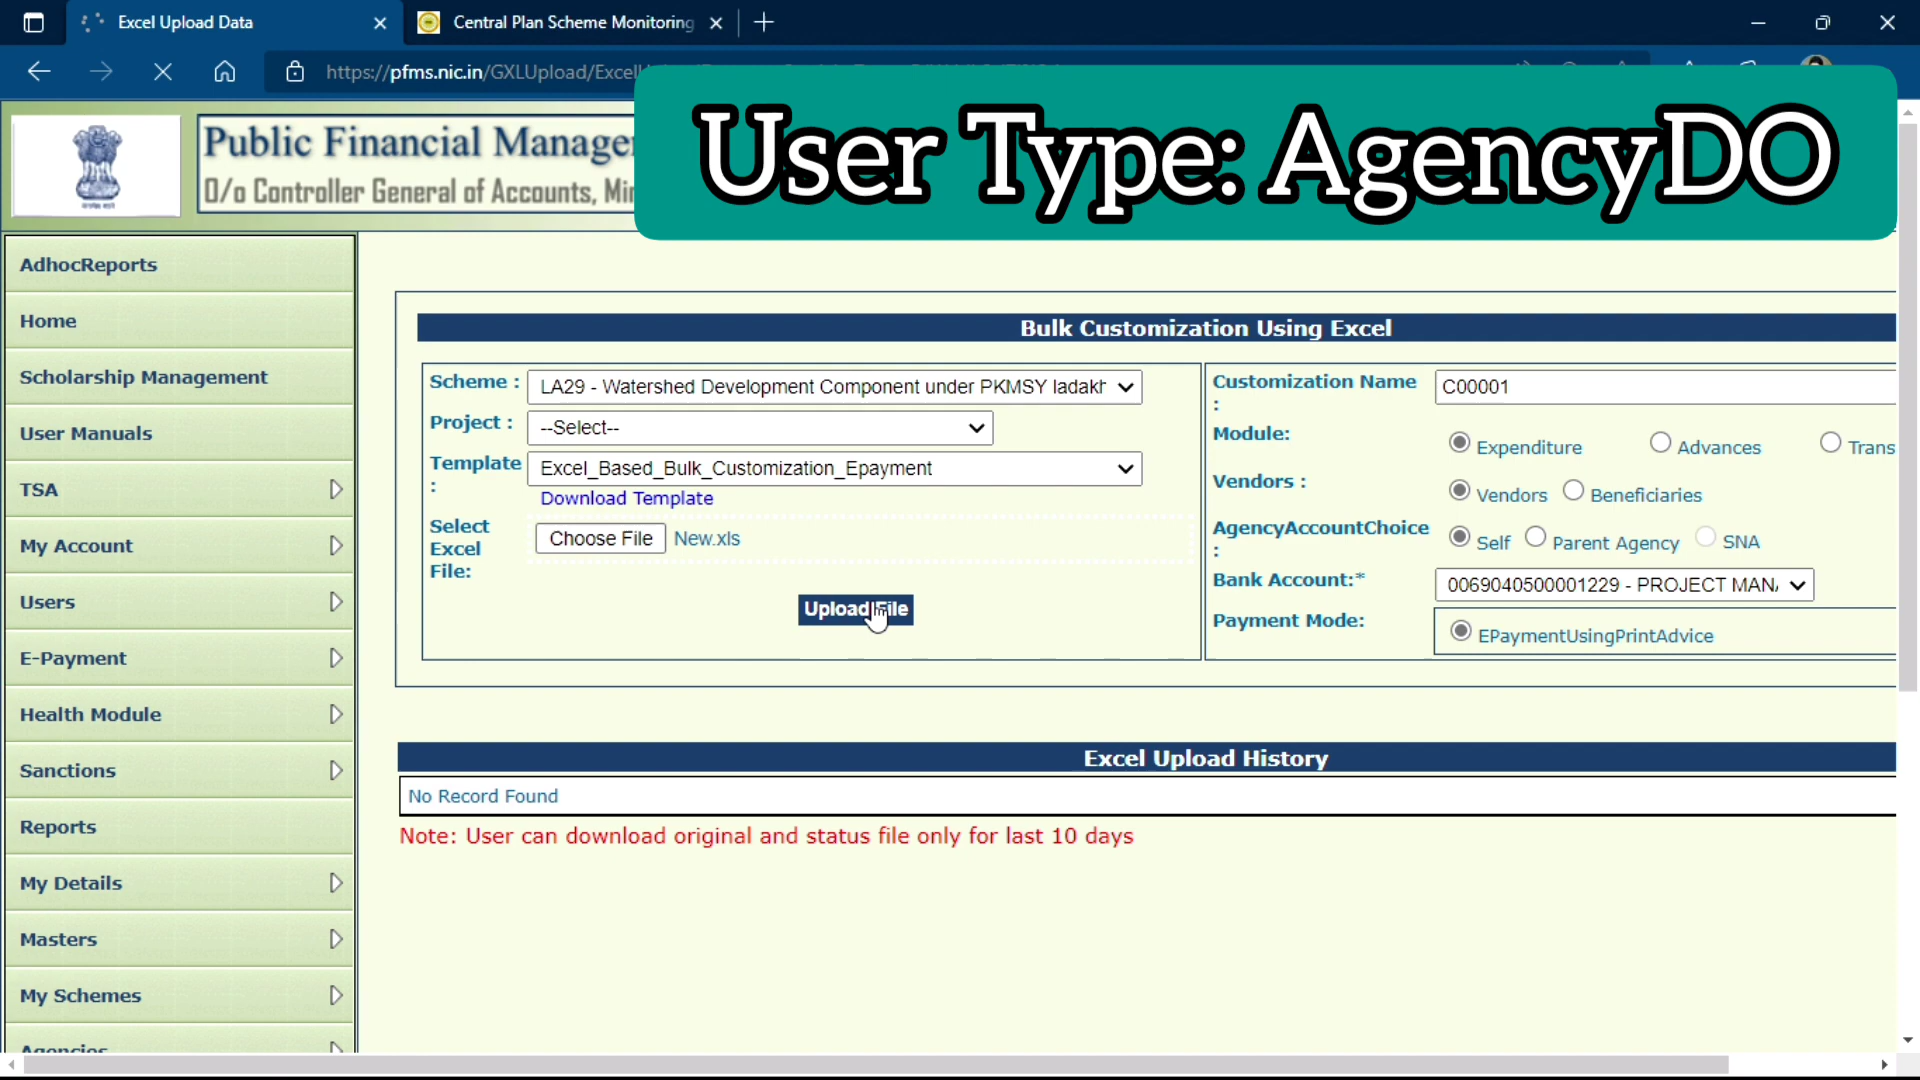 Excel Upload Data
Central Plan Scheme Monitoring
https://pfms.nic.in/GXLUpload/Excel
User Type: AgencyDO
Public Financial
O/o Controller General of Accounts,
AdhocReports
Home
Scholarship Management
User Manuals
TSA
My Account
Users
E-Payment
Health Module
Sanctions
Reports
My Details
Masters
My Schemes
Agencies
Bulk Customization Using Excel
Scheme : LA29 - Watershed Development Component under PKMSY ladakh
Project : --Select--
Template : Excel_Based_Bulk_Customization_Epayment
Download Template
Select Excel File: Choose File New.xls
Upload File
Customization Name : C00001
Module: Expenditure Advances Trans
Vendors : Vendors Beneficiaries
AgencyAccountChoice : Self Parent Agency SNA
Bank Account:* 0069040500001229 - PROJECT MAN
Payment Mode: EPaymentUsingPrintAdvice
Excel Upload History
No Record Found
Note: User can download original and status file only for last 10 days